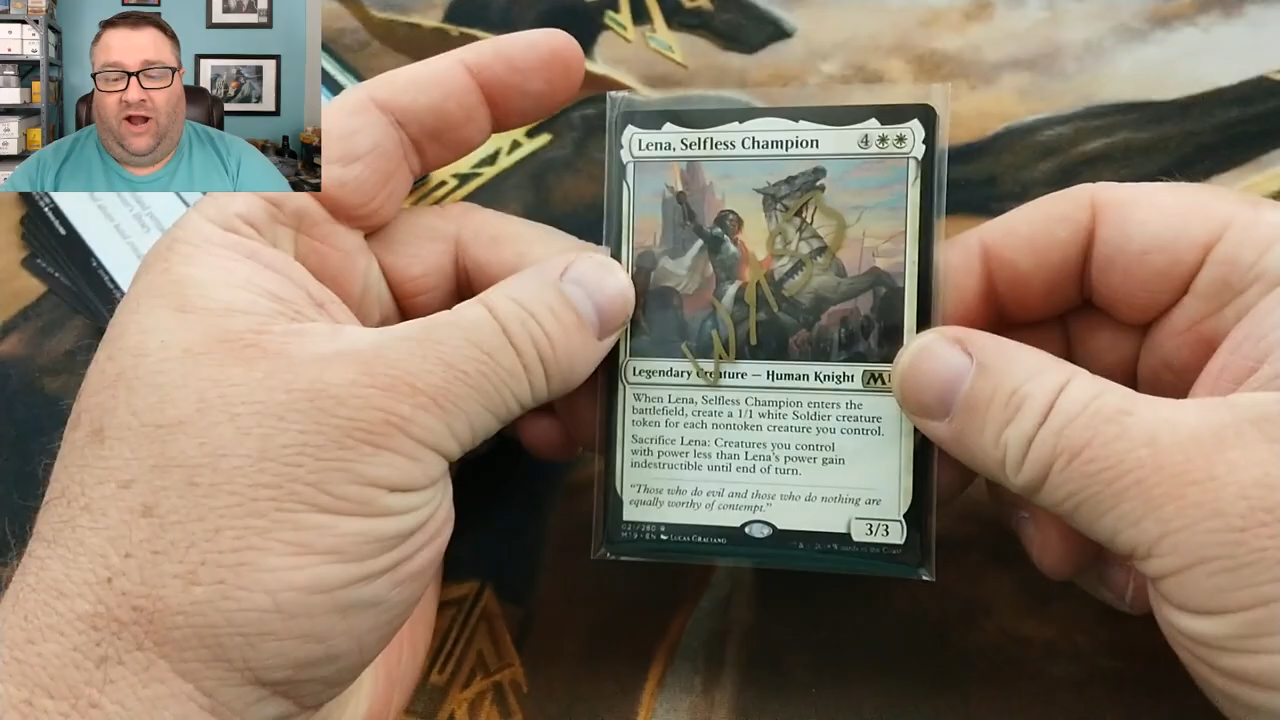 Lena, Selfless Champion 4
Legendary Creature — Human Knight
When Lena, Selfless Champion enters the
battlefield, create a 1/1 white Soldier creature
token for each nontoken creature you control.
Sacrifice Lena: Creatures you control
with power less than Lena's power gain
indestructible until end of turn.
"Those who do evil and those who do nothing are
equally worthy of contempt."
3/3
021/280 R
M19 • EN LUCAS GRACIANO